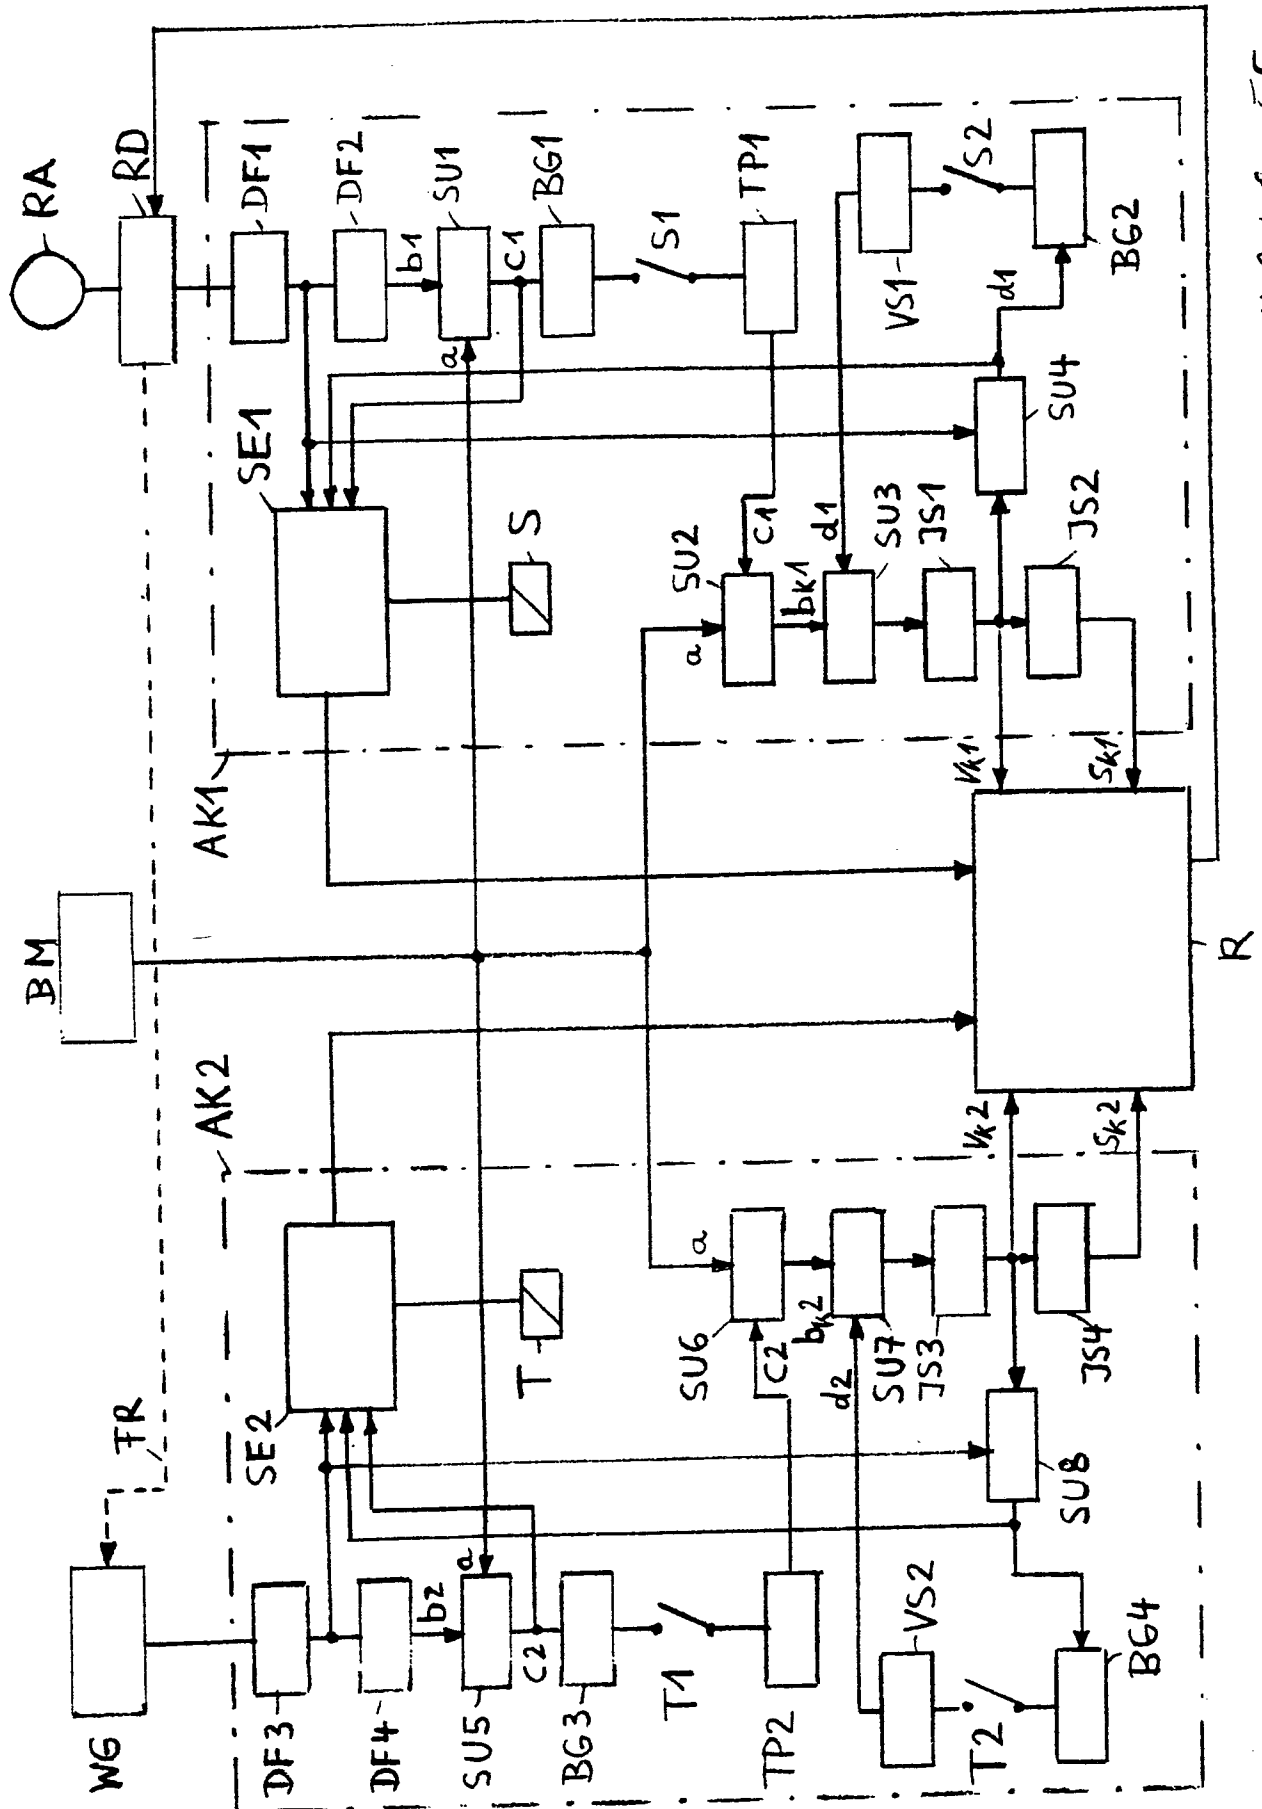 WG
FR
BM
RA
RD
AK2
AK1
DF3
SE2
SE1
DF1
DF4
DF2
b2
b1
SU5
a
a
SU1
C2
C1
BG3
T
S
BG1
T1
S1
TP2
SU6
a
a
SU2
TP1
C2
C1
bk2
bk1
d2
d1
SU7
SU3
VS2
VS1
JS3
JS1
T2
S2
Vk2
Vk1
SU8
SU4
d1
Sk2
Sk1
BG4
JS4
JS2
BG2
R